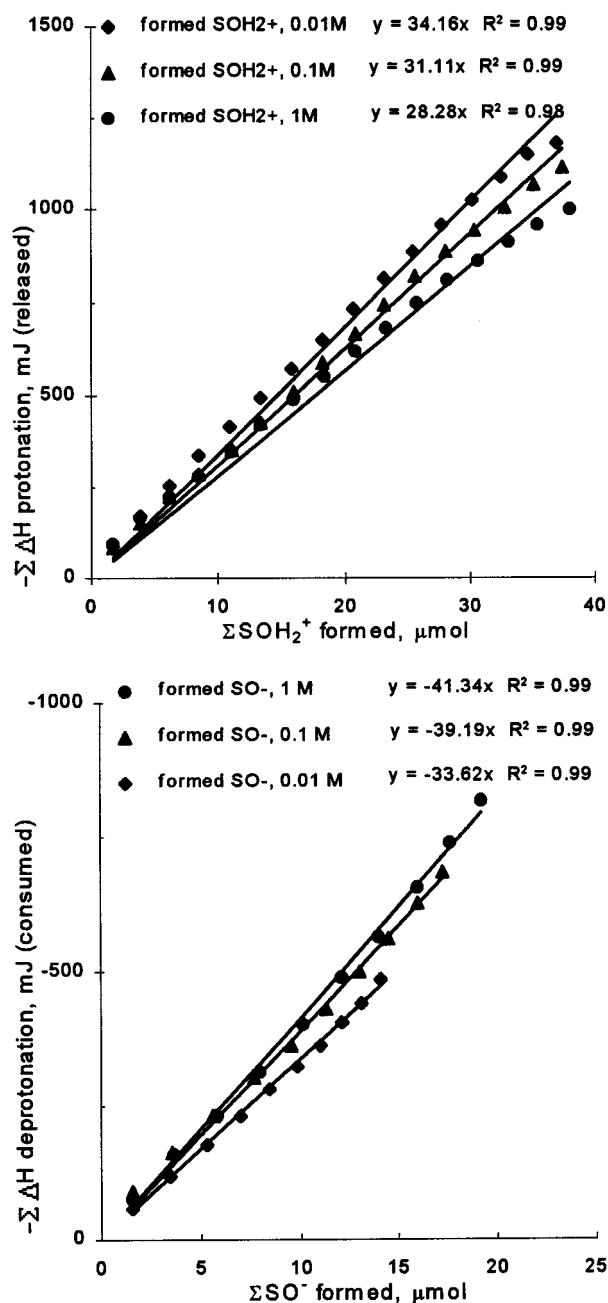 1500
formed SOH2+, 0.01M y = 34.16x R² = 0.99
formed SOH2+, 0.1M y = 31.11x R² = 0.99
formed SOH2+, 1M y = 28.28x R² = 0.98
1000
500
0
−Σ ΔH protonation, mJ (released)
0 10 20 30 40
ΣSOH₂⁺ formed, μmol
-1000
formed SO-, 1 M y = -41.34x R² = 0.99
formed SO-, 0.1 M y = -39.19x R² = 0.99
formed SO-, 0.01 M y = -33.62x R² = 0.99
-500
0
−Σ ΔH deprotonation, mJ (consumed)
0 5 10 15 20 25
ΣSO⁻ formed, μmol